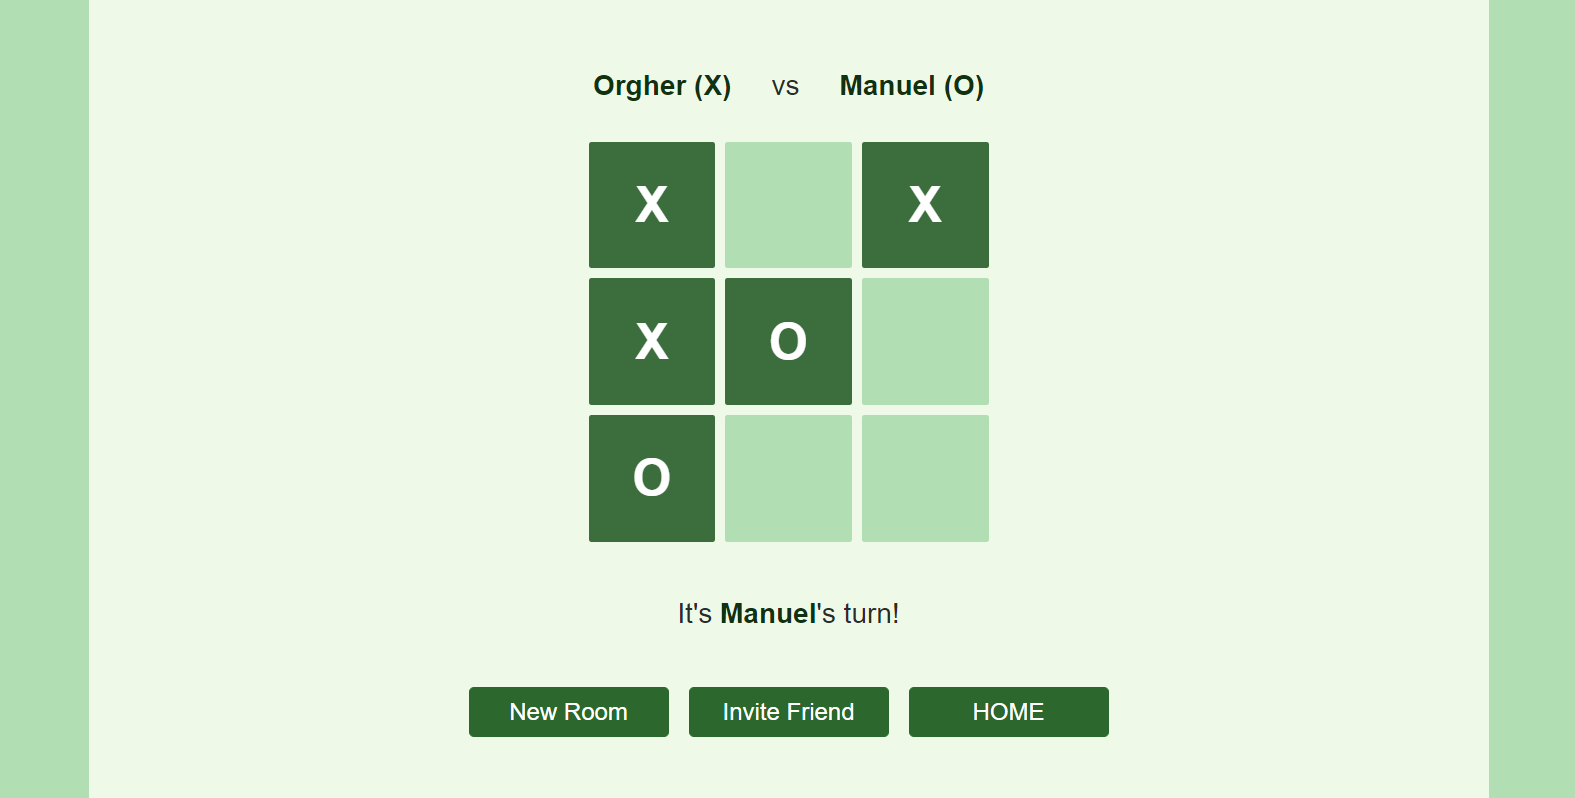 Orgher (X) vs Manuel (O)
X X
X O
O
It's Manuel's turn!
New Room Invite Friend HOME